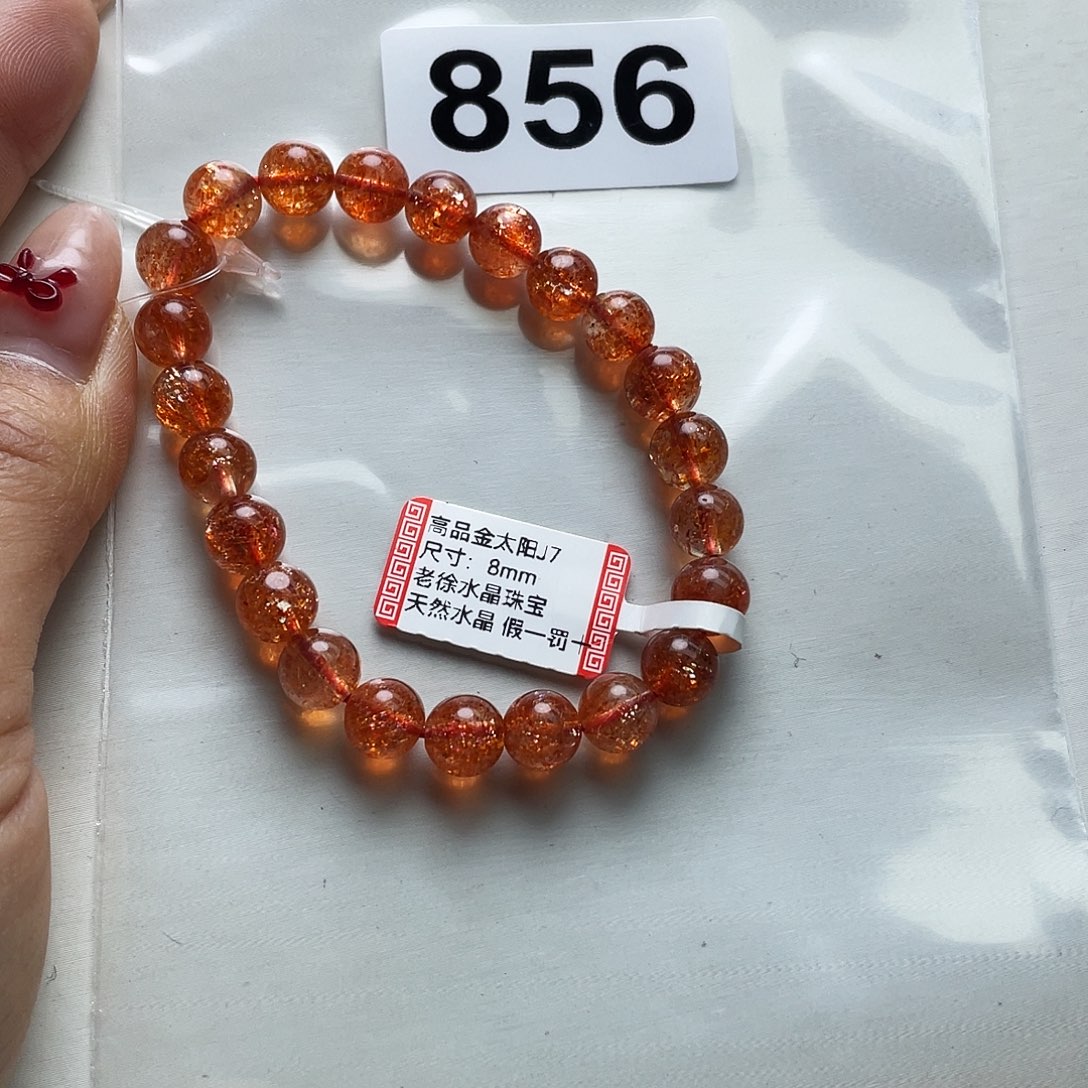 856
高品金太阳J7
尺寸：8mm
老徐水晶珠宝
天然水晶 假一罚十